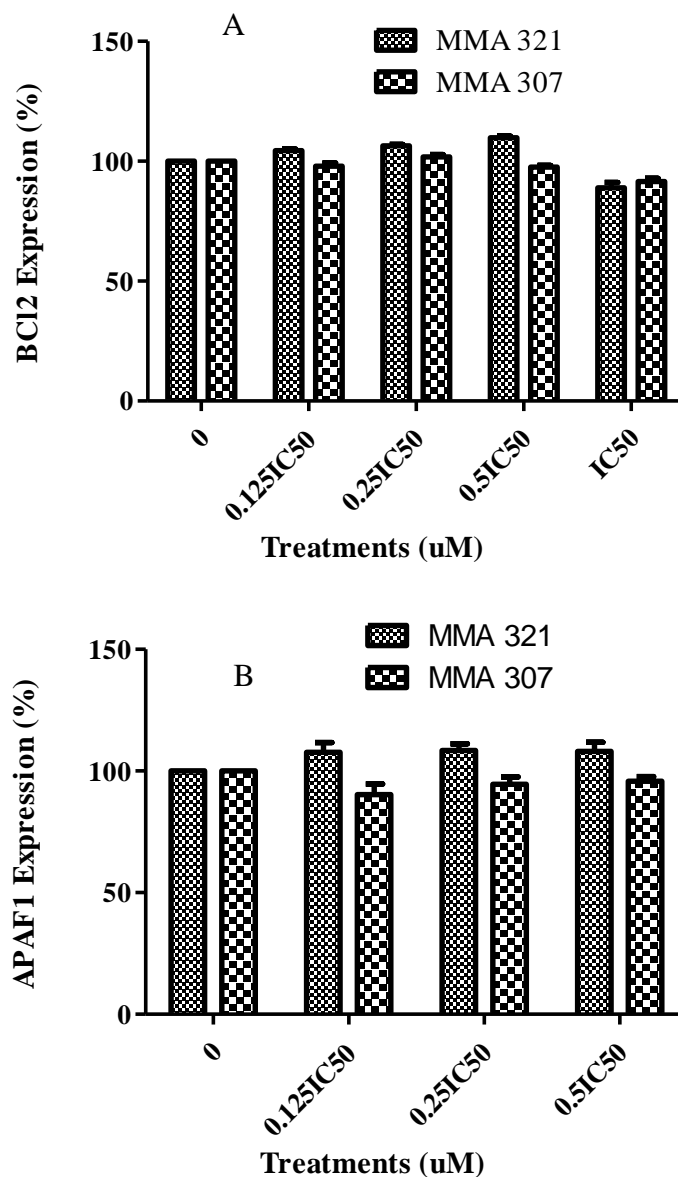 A
MMA 321
MMA 307
BCl2 Expression (%)
150
100
50
0
0
0.125IC50
0.25IC50
0.5IC50
IC50
Treatments (uM)
B
MMA 321
MMA 307
APAF1 Expression (%)
150
100
50
0
0
0.125IC50
0.25IC50
0.5IC50
Treatments (uM)